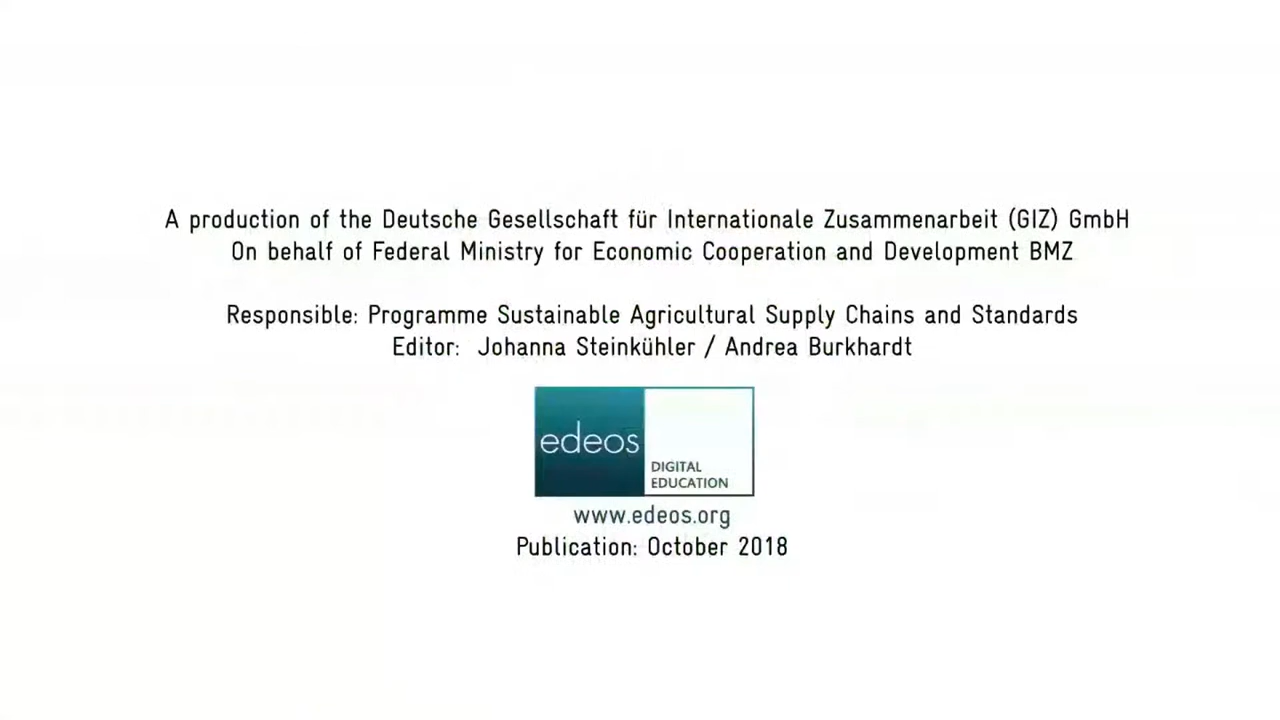 A production of the Deutsche Gesellschaft für Internationale Zusammenarbeit (GIZ) GmbH
On behalf of Federal Ministry for Economic Cooperation and Development BMZ
Responsible: Programme Sustainable Agricultural Supply Chains and Standards
Editor: Johanna Steinkühler / Andrea Burkhardt
edeos
DIGITAL
EDUCATION
www.edeos.org
Publication: October 2018